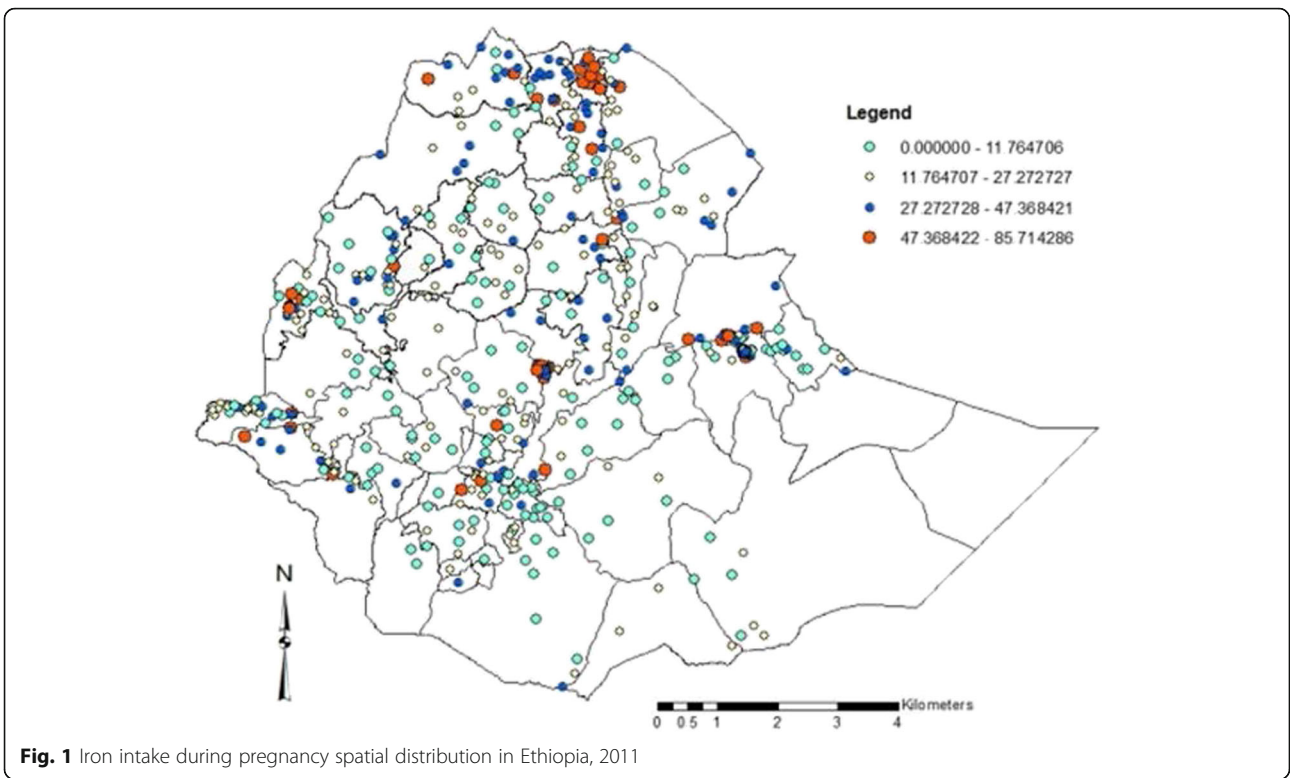 Legend
0.000000 - 11 764706
11 764707 - 27.272727
27.272728 - 47.368421
47.368422 - 85.714286
N
Kilometers
0 0 5 1 2 3 4
Fig. 1 Iron intake during pregnancy spatial distribution in Ethiopia, 2011